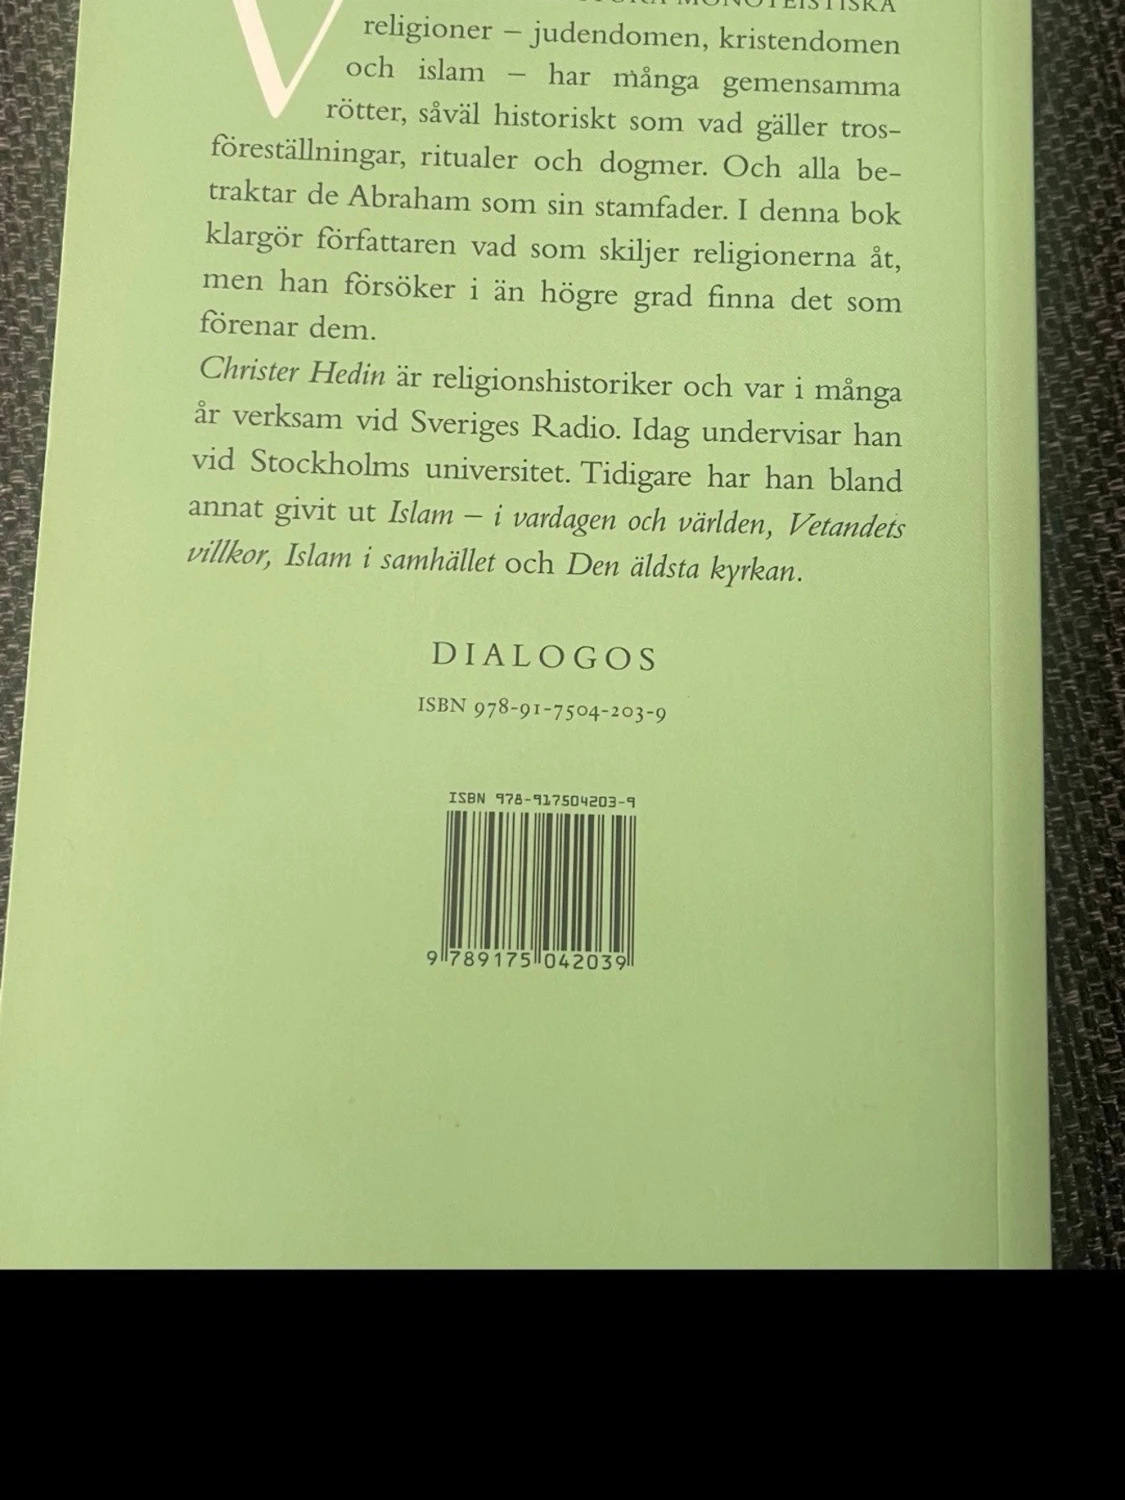 V
MONOTEISTISKA
religioner – judendomen, kristendomen
och islam – har många gemensamma
rötter, såväl historiskt som vad gäller tros-
föreställningar, ritualer och dogmer. Och alla be-
traktar de Abraham som sin stamfader. I denna bok
klargör författaren vad som skiljer religionerna åt,
men han försöker i än högre grad finna det som
förenar dem.
Christer Hedin är religionshistoriker och var i många
år verksam vid Sveriges Radio. Idag undervisar han
vid Stockholms universitet. Tidigare har han bland
annat givit ut Islam – i vardagen och världen, Vetandets
villkor, Islam i samhället och Den äldsta kyrkan.
DIALOGOS
ISBN 978-91-7504-203-9
ISBN 978-917504203-9
9 789175 042039